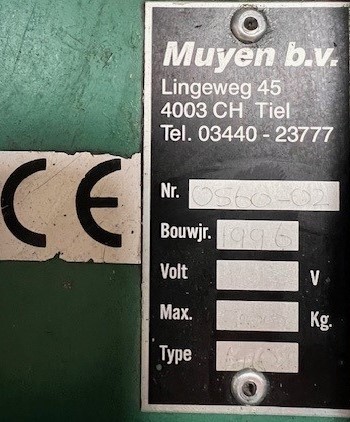 Muyen b.v.
Lingeweg 45
4003 CH Tiel
Tel. 03440 - 23777
CE
Nr. 0560-02
Bouwjr. 1996
Volt V
Max. Kg.
Type